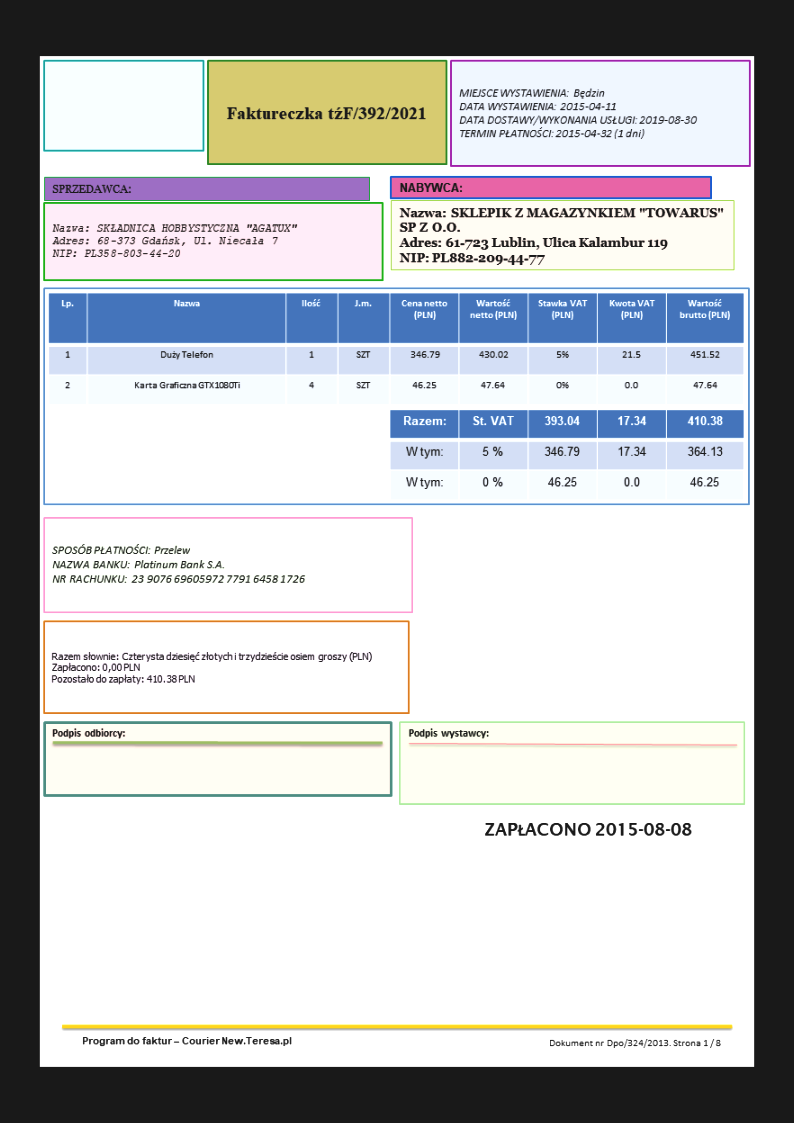 Faktureczka tźF/392/2021
MIEJSCE WYSTAWIENIA: Będzin
DATA WYSTAWIENIA: 2015-04-11
DATA DOSTAWY/WYKONANIA USŁUGI: 2019-08-30
TERMIN PŁATNOŚCI: 2015-04-32 (1 dni)
SPRZEDAWCA:
Nazwa: SKŁADNICA HOBBYSTYCZNA "AGATUX"
Adres: 68-373 Gdańsk, Ul. Niecała 7
NIP: PL358-803-44-20
NABYWCA:
Nazwa: SKLEPIK Z MAGAZYNKIEM "TOWARUS"
SP Z O.O.
Adres: 61-723 Lublin, Ulica Kalambur 119
NIP: PL882-209-44-77
Lp. Nazwa Ilość J.m. Cena netto (PLN) Wartość netto (PLN) Stawka VAT (PLN) Kwota VAT (PLN) Wartość brutto (PLN)
1 Duży Telefon 1 SZT 346.79 430.02 5% 21.5 451.52
2 Karta Graficzna GTX1080Ti 4 SZT 46.25 47.64 0% 0.0 47.64
Razem: St. VAT 393.04 17.34 410.38
W tym: 5 % 346.79 17.34 364.13
W tym: 0 % 46.25 0.0 46.25
SPOSÓB PŁATNOŚCI: Przelew
NAZWA BANKU: Platinum Bank S.A.
NR RACHUNKU: 23 9076 69605972 7791 6458 1726
Razem słownie: Czterysta dziesięć złotych i trzydzieście osiem groszy (PLN)
Zapłacono: 0,00 PLN
Pozostało do zapłaty: 410.38 PLN
Podpis odbiorcy:
Podpis wystawcy:
ZAPŁACONO 2015-08-08
Program do faktur – Courier New.Teresa.pl
Dokument nr Dpo/324/2013. Strona 1 / 8